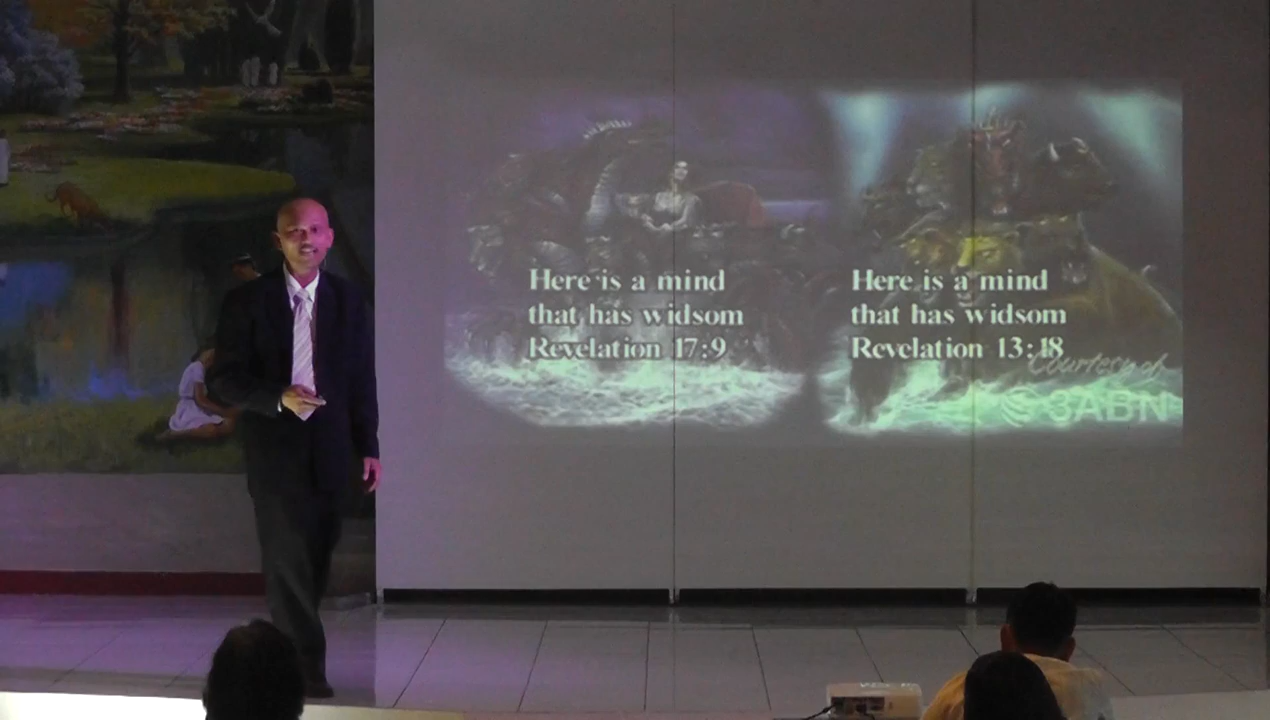 Here is a mind
that has widsom
Revelation 17:9
Here is a mind
that has widsom
Revelation 13:18
Courtesy of
3ABN